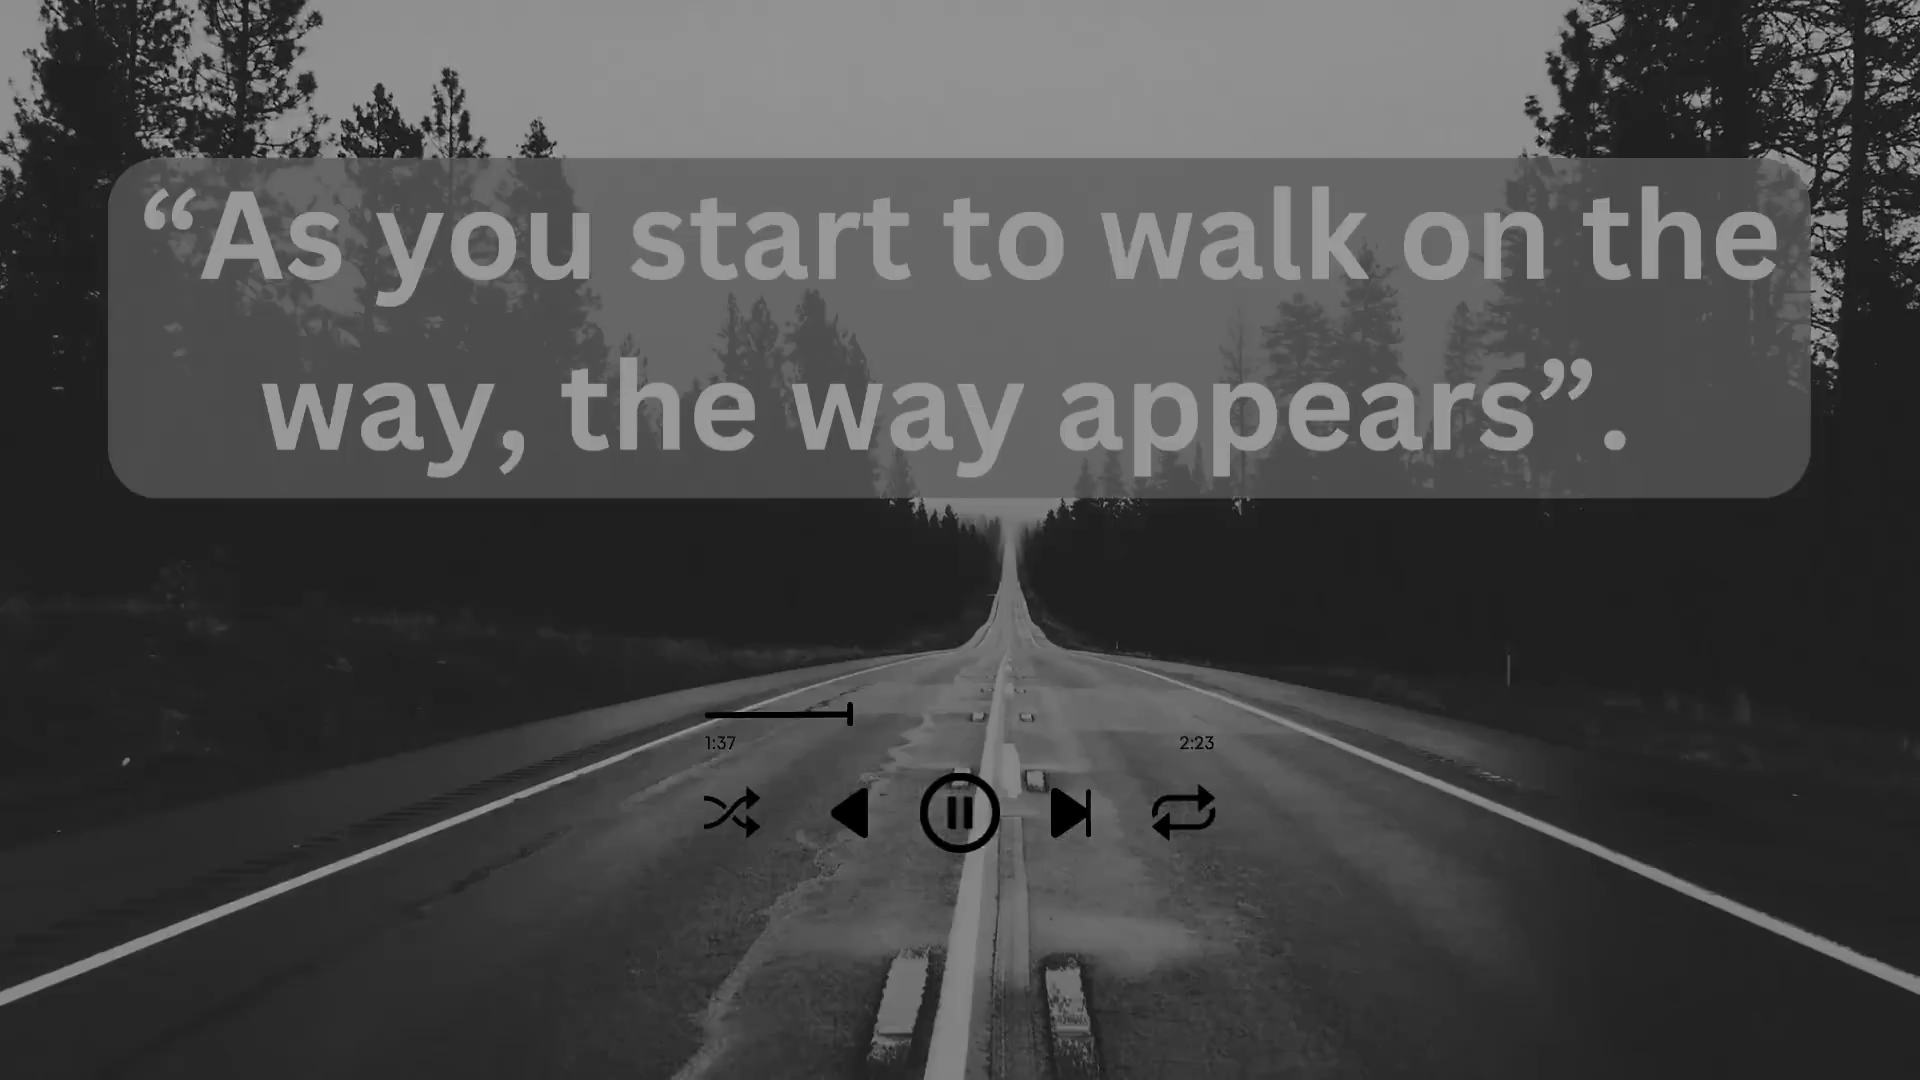 “As you start to walk on the
way, the way appears”.
1:37
2:23